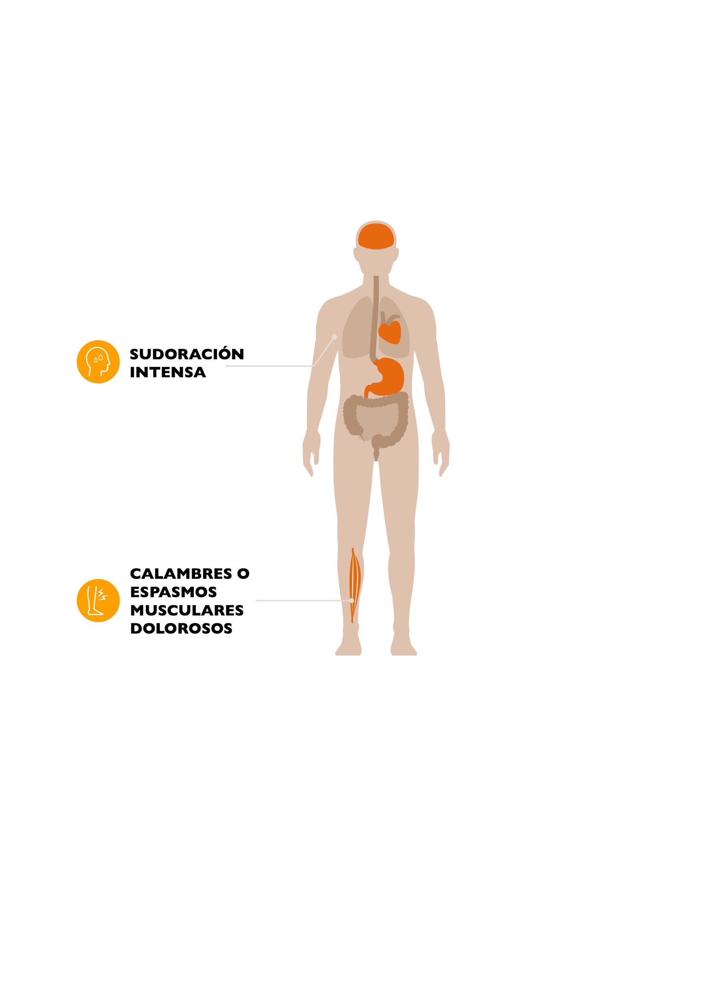 SUDORACIÓN
INTENSA
CALAMBRES O
ESPASMOS
MUSCULARES
DOLOROSOS